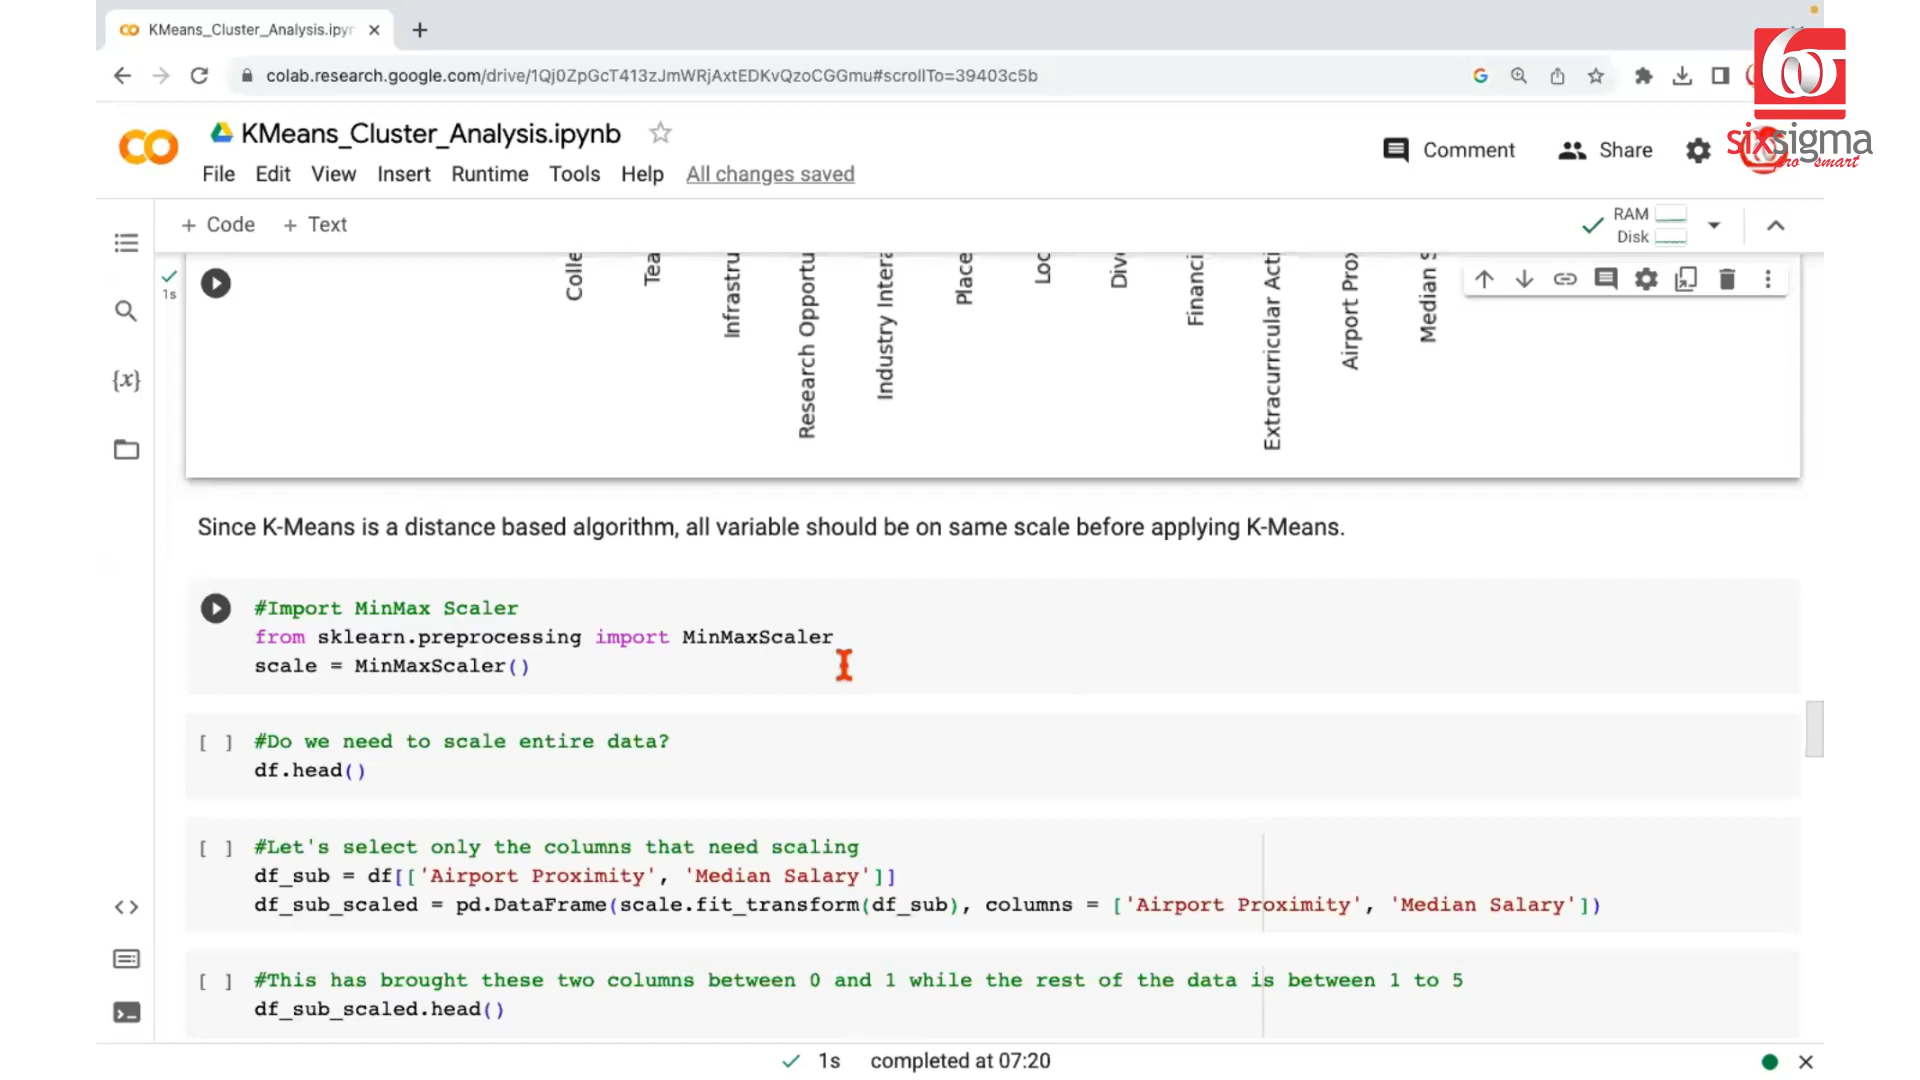 KMeans_Cluster_Analysis.ipyr
colab.research.google.com/drive/1Qj0ZpGcT413zJmWRjAxtEDKvQzoCGGmu#scrollTo=39403c5b
KMeans_Cluster_Analysis.ipynb
File Edit View Insert Runtime Tools Help All changes saved
Comment Share
sixsigma
pro smart
+ Code + Text
RAM
Disk
1s
Colle
Tea
Infrastru
Research Opportu
Industry Intera
Place
Loc
Dive
Financi
Extracurricular Acti
Airport Prox
Median S
Since K-Means is a distance based algorithm, all variable should be on same scale before applying K-Means.
#Import MinMax Scaler
from sklearn.preprocessing import MinMaxScaler
scale = MinMaxScaler()
[ ] #Do we need to scale entire data?
df.head()
[ ] #Let's select only the columns that need scaling
df_sub = df[['Airport Proximity', 'Median Salary']]
df_sub_scaled = pd.DataFrame(scale.fit_transform(df_sub), columns = ['Airport Proximity', 'Median Salary'])
[ ] #This has brought these two columns between 0 and 1 while the rest of the data is between 1 to 5
df_sub_scaled.head()
1s completed at 07:20